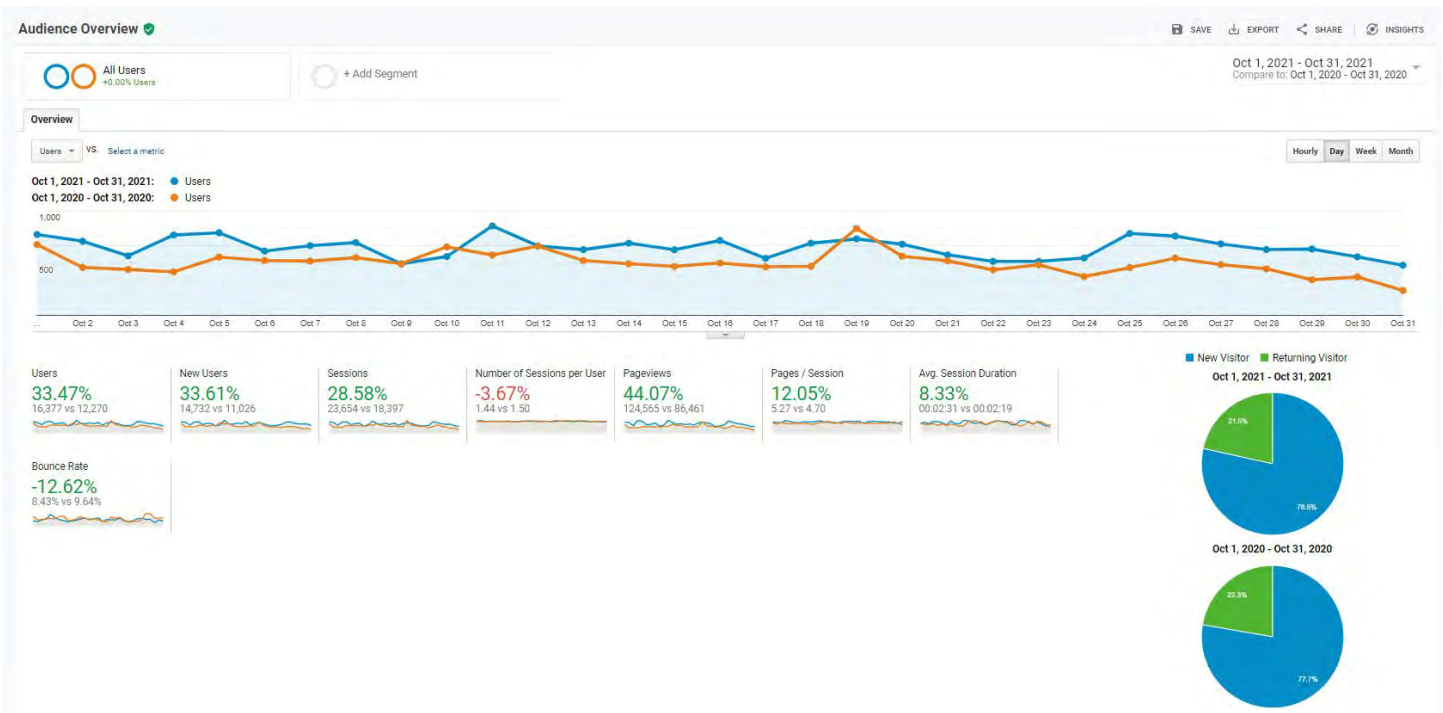 Audience Overview
SAVE EXPORT SHARE INSIGHTS
All Users
+0.00% Users
+ Add Segment
Oct 1, 2021 - Oct 31, 2021
Compare to: Oct 1, 2020 - Oct 31, 2020
Overview
Users VS. Select a metric
Hourly Day Week Month
Oct 1, 2021 - Oct 31, 2021: Users
Oct 1, 2020 - Oct 31, 2020: Users
1,000
500
... Oct 2 Oct 3 Oct 4 Oct 5 Oct 6 Oct 7 Oct 8 Oct 9 Oct 10 Oct 11 Oct 12 Oct 13 Oct 14 Oct 15 Oct 16 Oct 17 Oct 18 Oct 19 Oct 20 Oct 21 Oct 22 Oct 23 Oct 24 Oct 25 Oct 26 Oct 27 Oct 28 Oct 29 Oct 30 Oct 31
Users
33.47%
16,377 vs 12,270
New Users
33.61%
14,732 vs 11,026
Sessions
28.58%
23,654 vs 18,397
Number of Sessions per User
-3.67%
1.44 vs 1.50
Pageviews
44.07%
124,565 vs 86,461
Pages / Session
12.05%
5.27 vs 4.70
Avg. Session Duration
8.33%
00:02:31 vs 00:02:19
Bounce Rate
-12.62%
8.43% vs 9.64%
New Visitor Returning Visitor
Oct 1, 2021 - Oct 31, 2021
21.5%
78.5%
Oct 1, 2020 - Oct 31, 2020
22.3%
77.7%